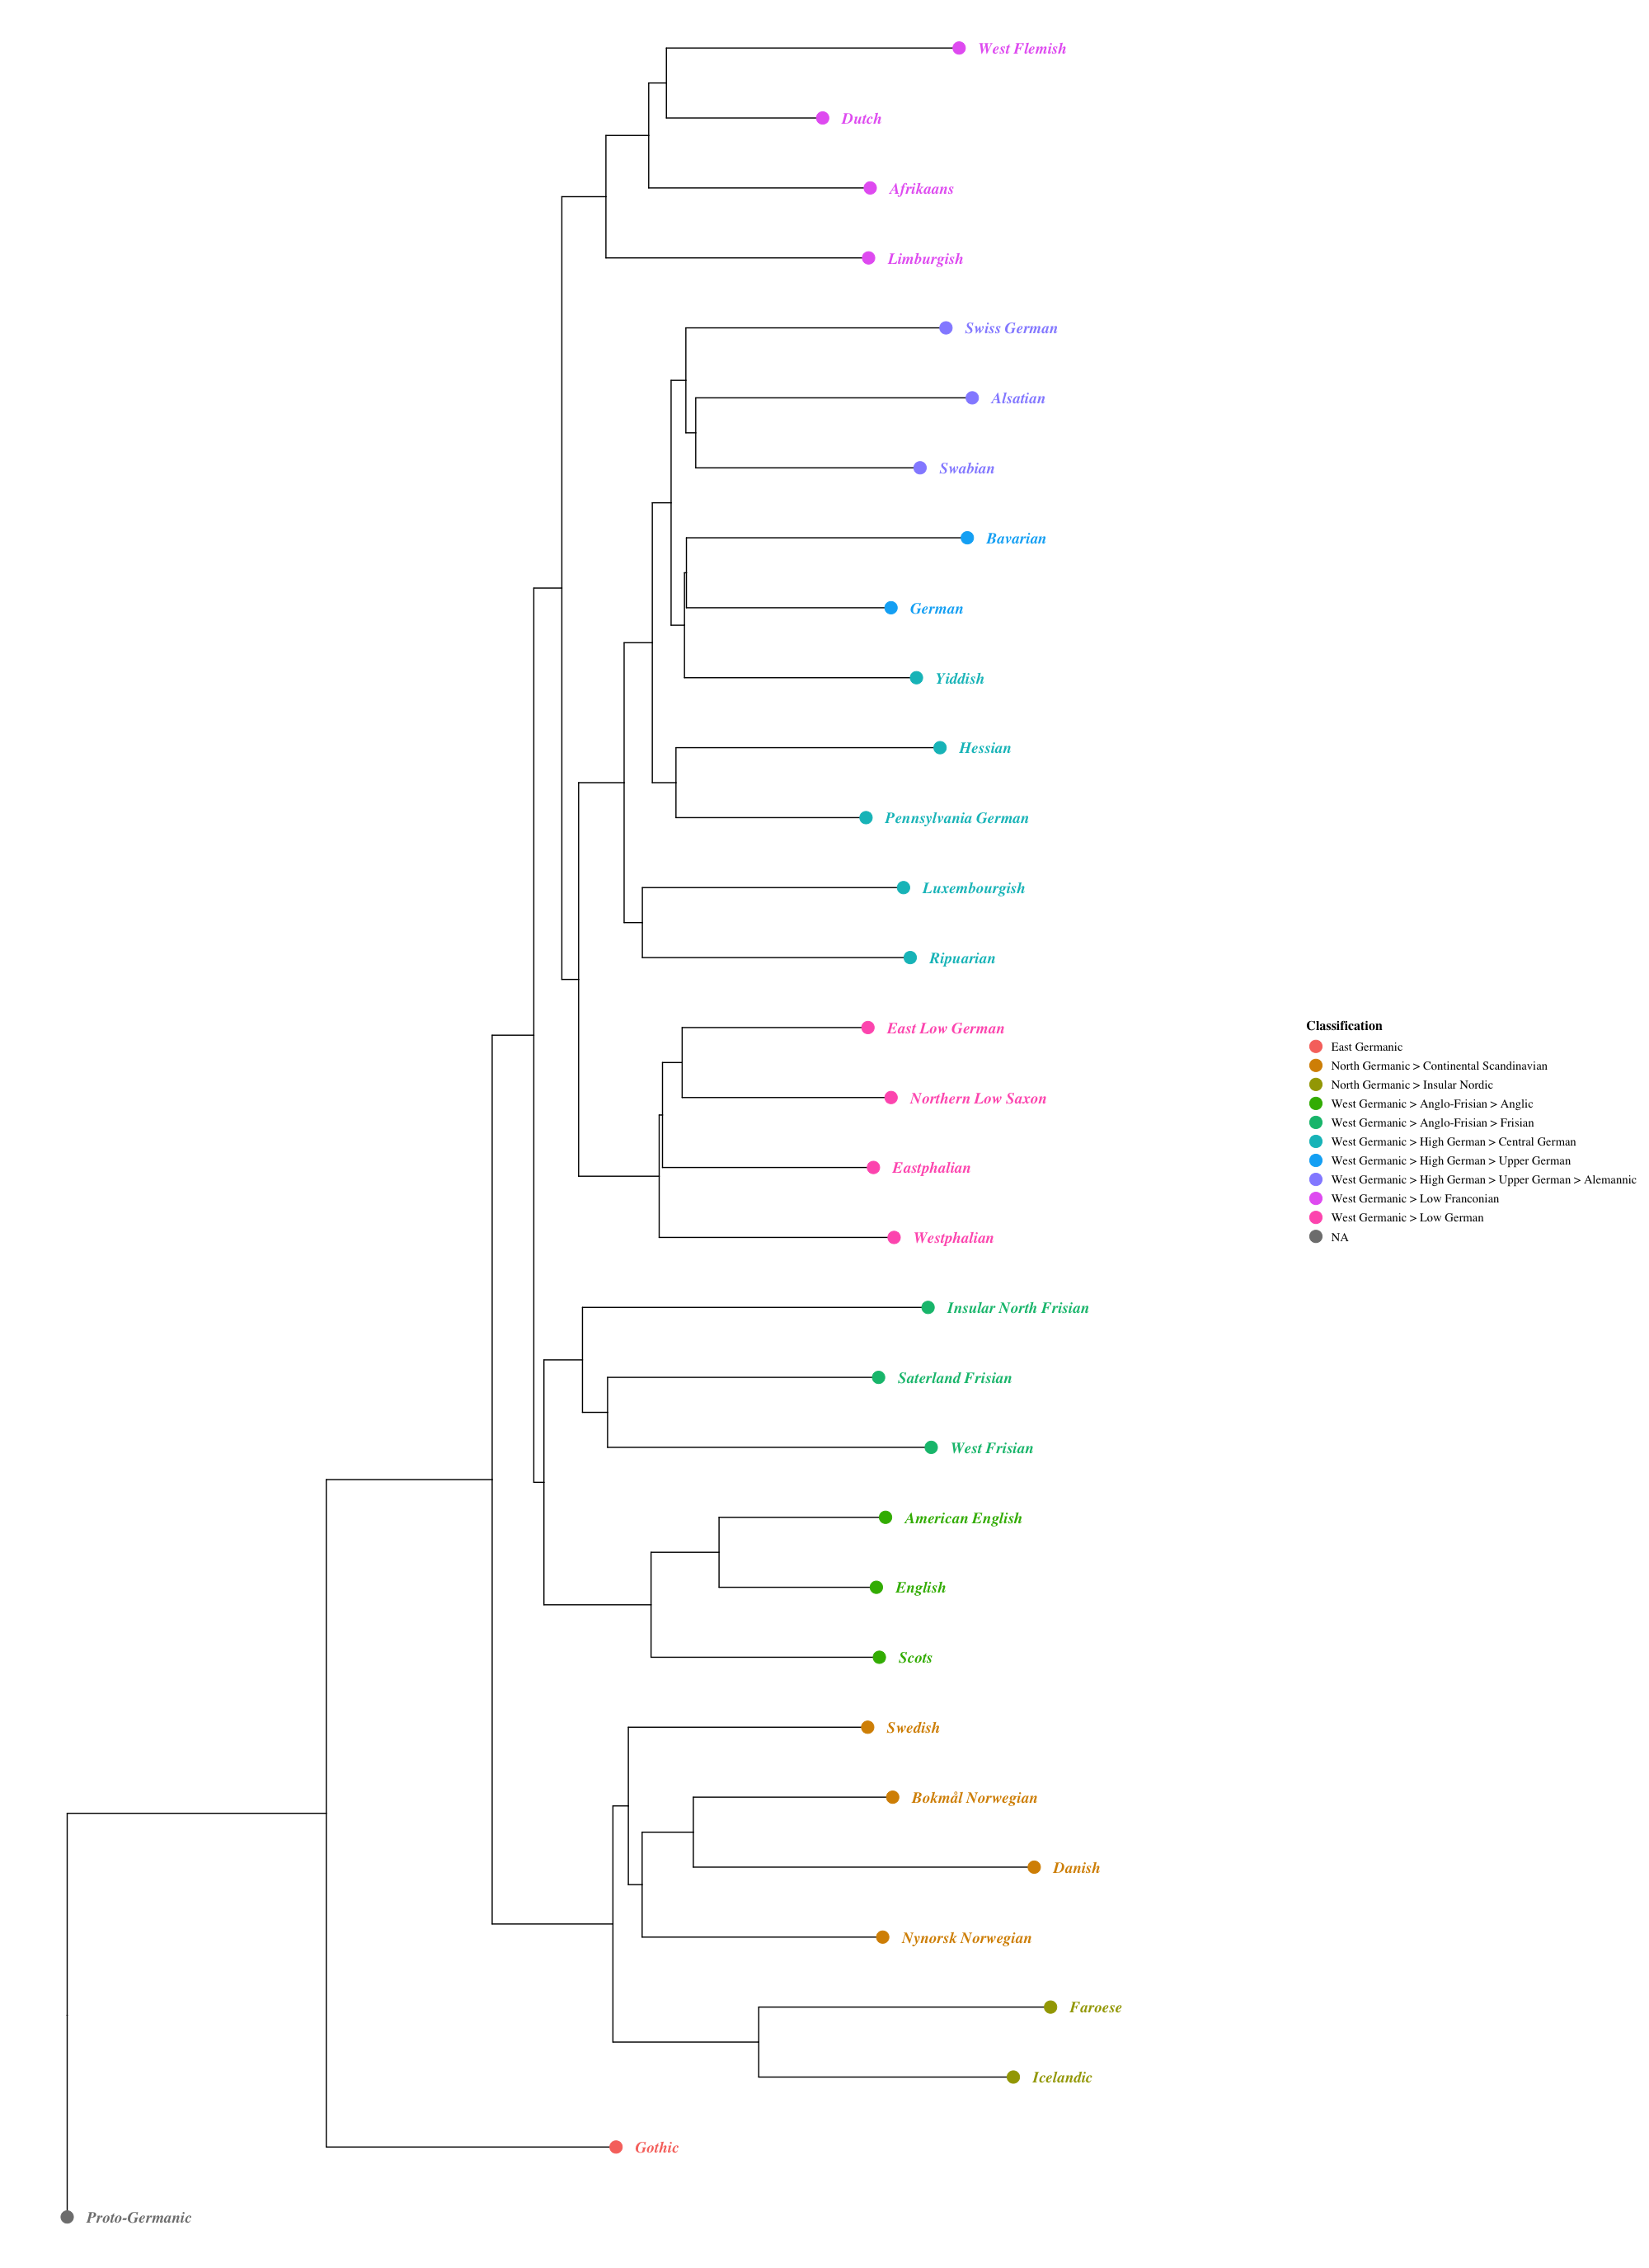 West Flemish
Dutch
Afrikaans
Limburgish
Swiss German
Alsatian
Swabian
Bavarian
German
Yiddish
Hessian
Pennsylvania German
Luxembourgish
Ripuarian
East Low German
Northern Low Saxon
Eastphalian
Westphalian
Insular North Frisian
Saterland Frisian
West Frisian
American English
English
Scots
Swedish
Bokmål Norwegian
Danish
Nynorsk Norwegian
Faroese
Icelandic
Gothic
Proto-Germanic
Classification
East Germanic
North Germanic > Continental Scandinavian
North Germanic > Insular Nordic
West Germanic > Anglo-Frisian > Anglic
West Germanic > Anglo-Frisian > Frisian
West Germanic > High German > Central German
West Germanic > High German > Upper German
West Germanic > High German > Upper German > Alemannic
West Germanic > Low Franconian
West Germanic > Low German
NA